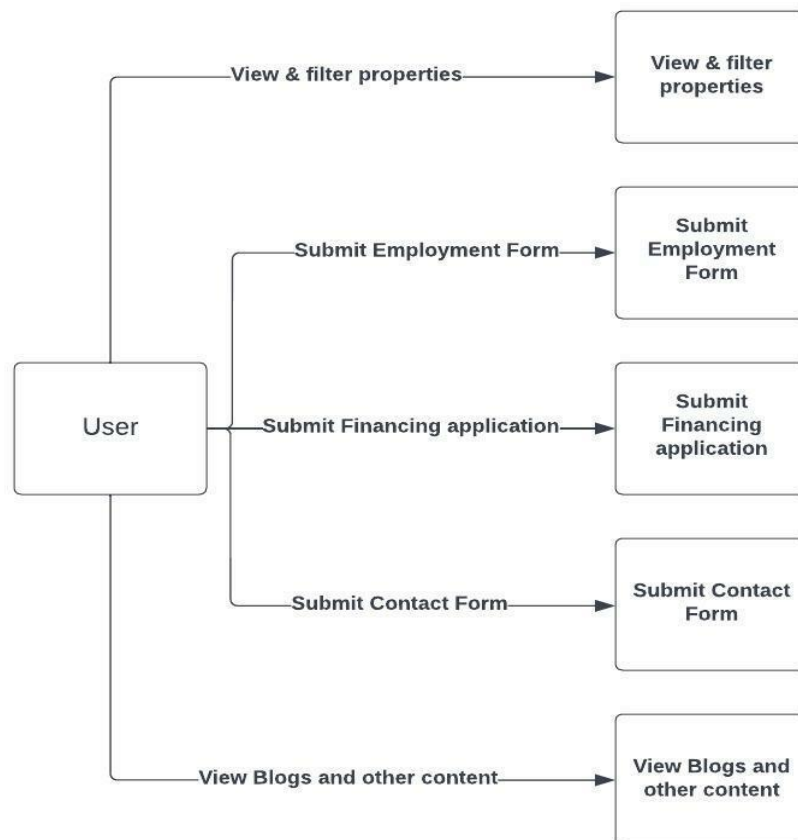 View & filter properties
View & filter
properties
Submit Employment Form
Submit
Employment
Form
User
Submit Financing application
Submit
Financing
application
Submit Contact Form
Submit Contact
Form
View Blogs and other content
View Blogs and
other content